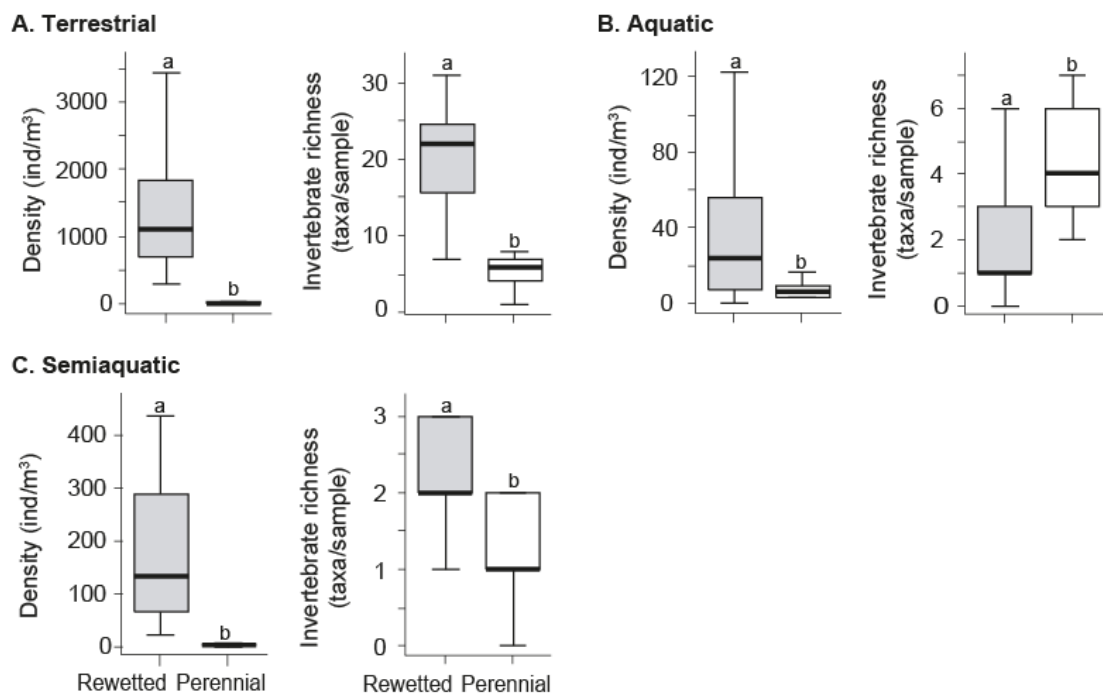 A. Terrestrial
Density (ind/m³)
3000
2000
1000
0
a
b
Invertebrate richness
(taxa/sample)
30
20
10
0
a
b
B. Aquatic
Density (ind/m³)
120
80
40
0
a
b
Invertebrate richness
(taxa/sample)
6
4
2
0
a
b
C. Semiaquatic
Density (ind/m³)
400
300
200
100
0
a
b
Rewetted Perennial
Invertebrate richness
(taxa/sample)
3
2
1
0
a
b
Rewetted Perennial